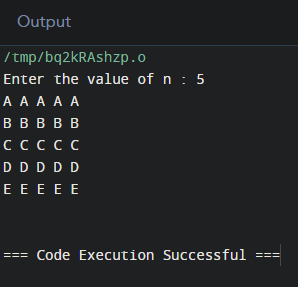 Output
/tmp/bq2kRAshzp.o
Enter the value of n : 5
A A A A A
B B B B B
C C C C C
D D D D D
E E E E E
=== Code Execution Successful ===